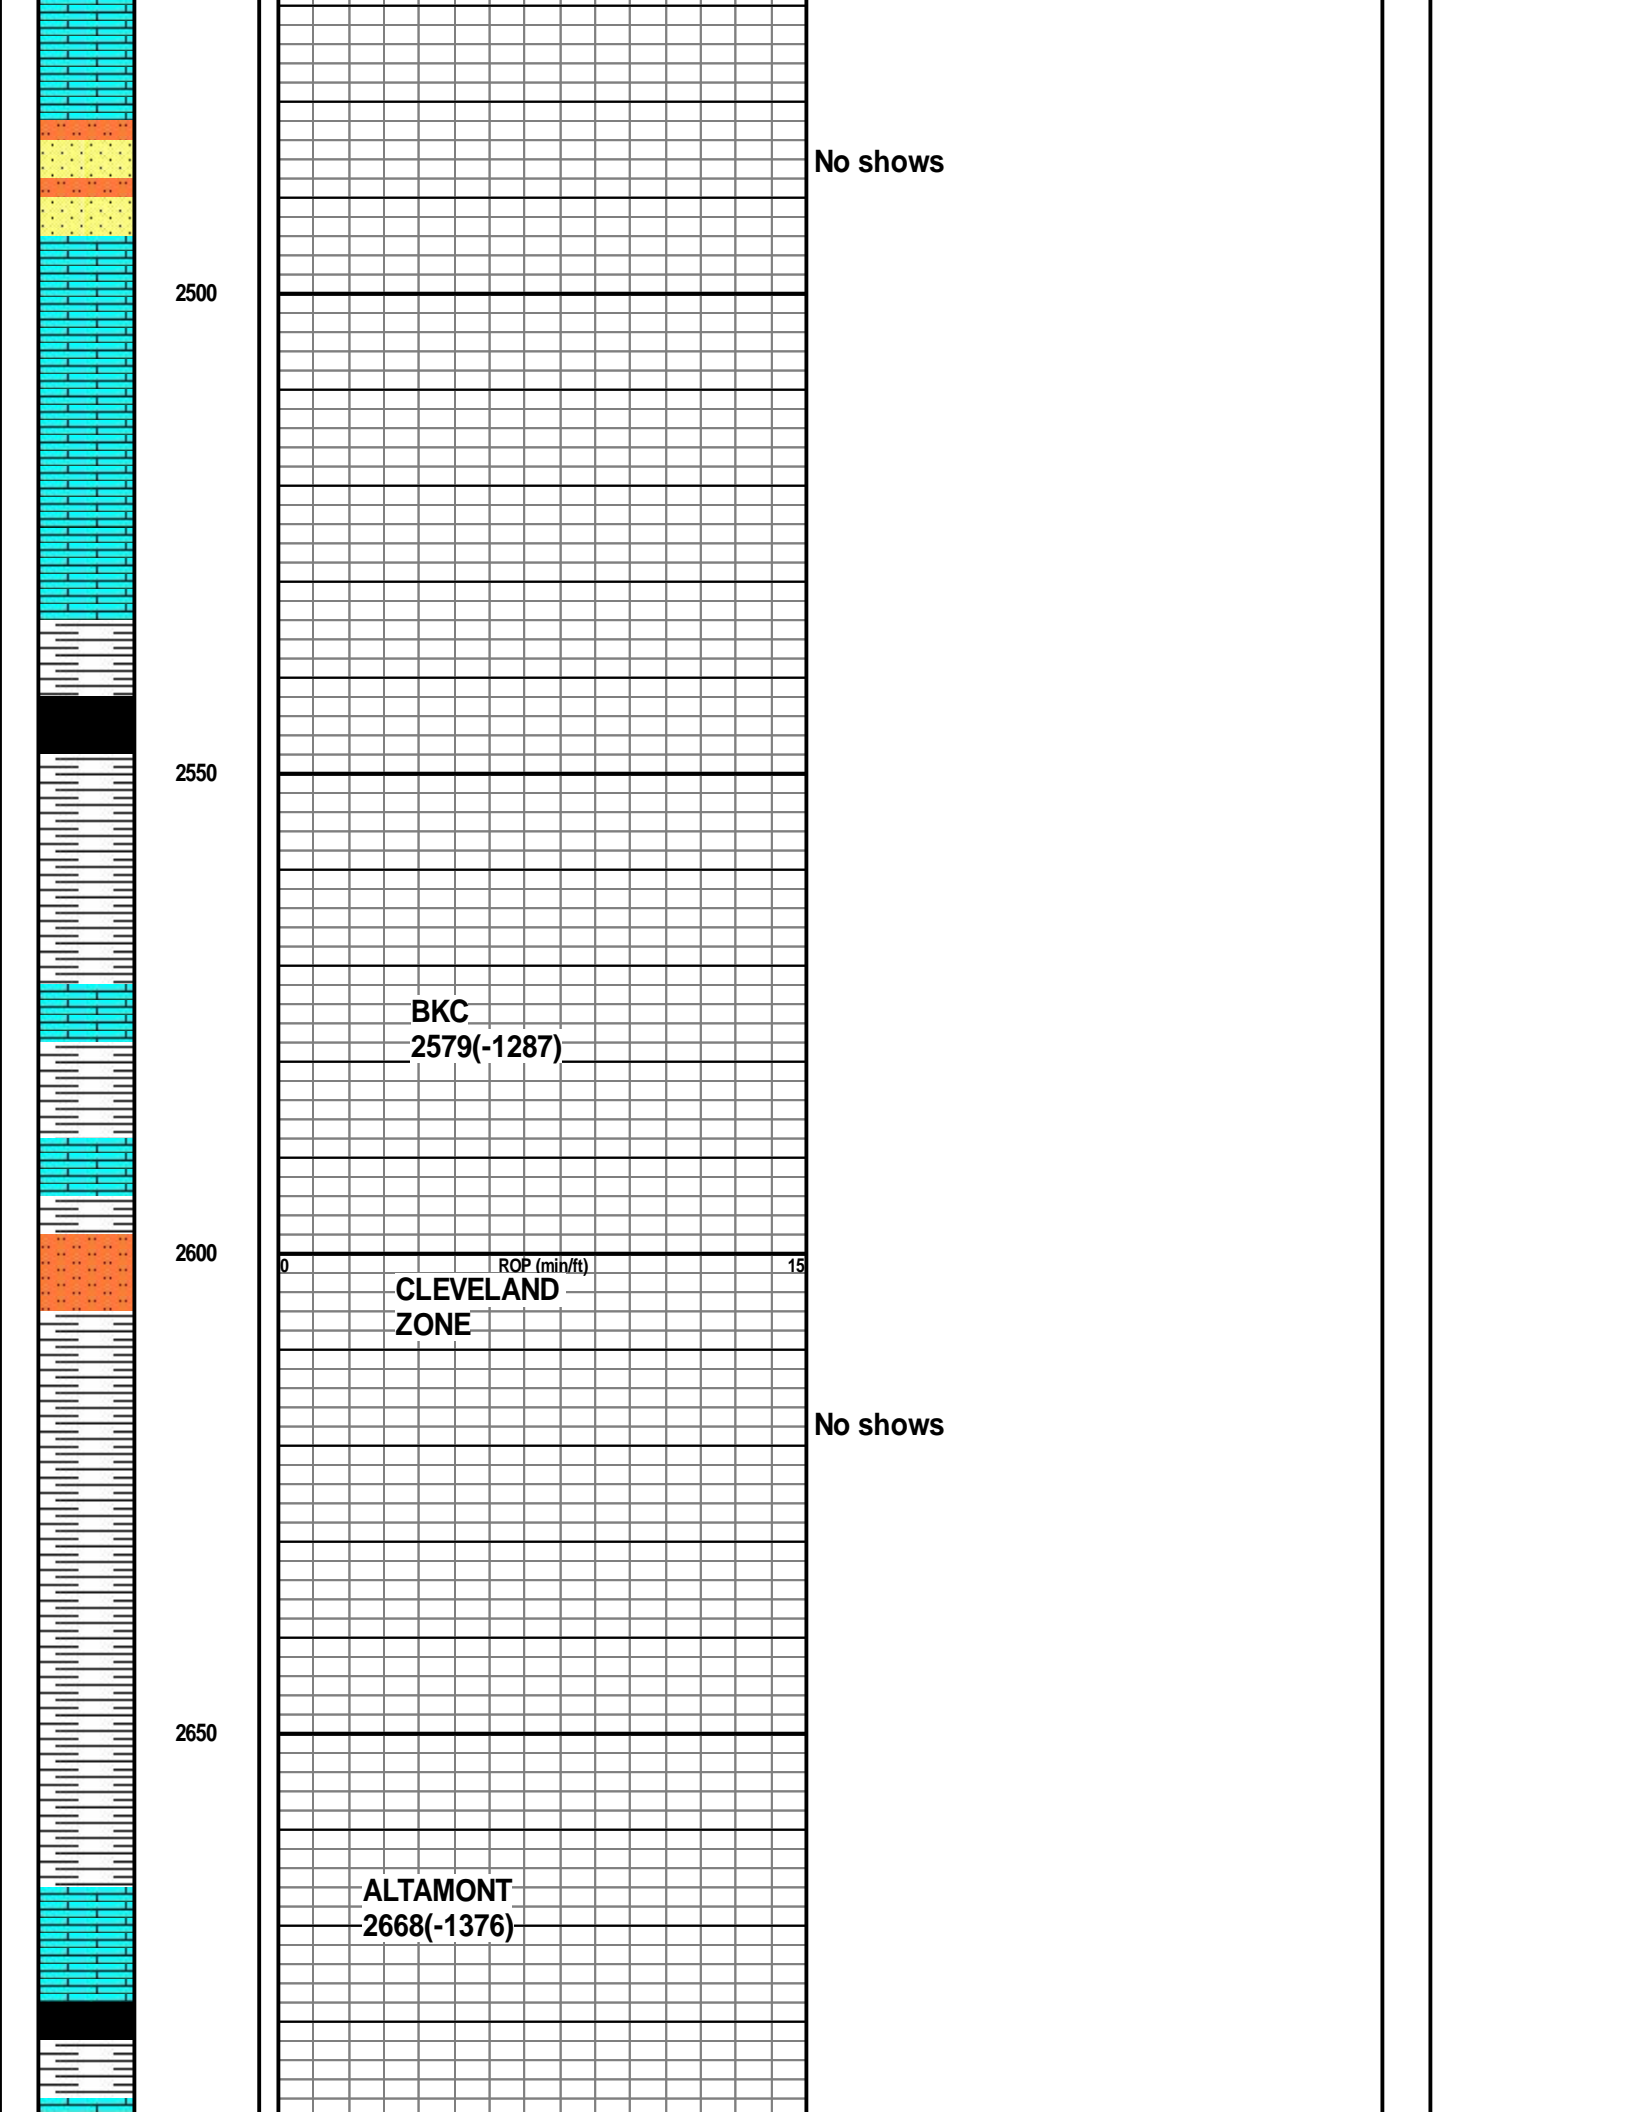 No shows
2500
2550
BKC
2579(-1287)
2600
0 ROP (min/ft) 15
CLEVELAND
ZONE
No shows
2650
ALTAMONT
2668(-1376)